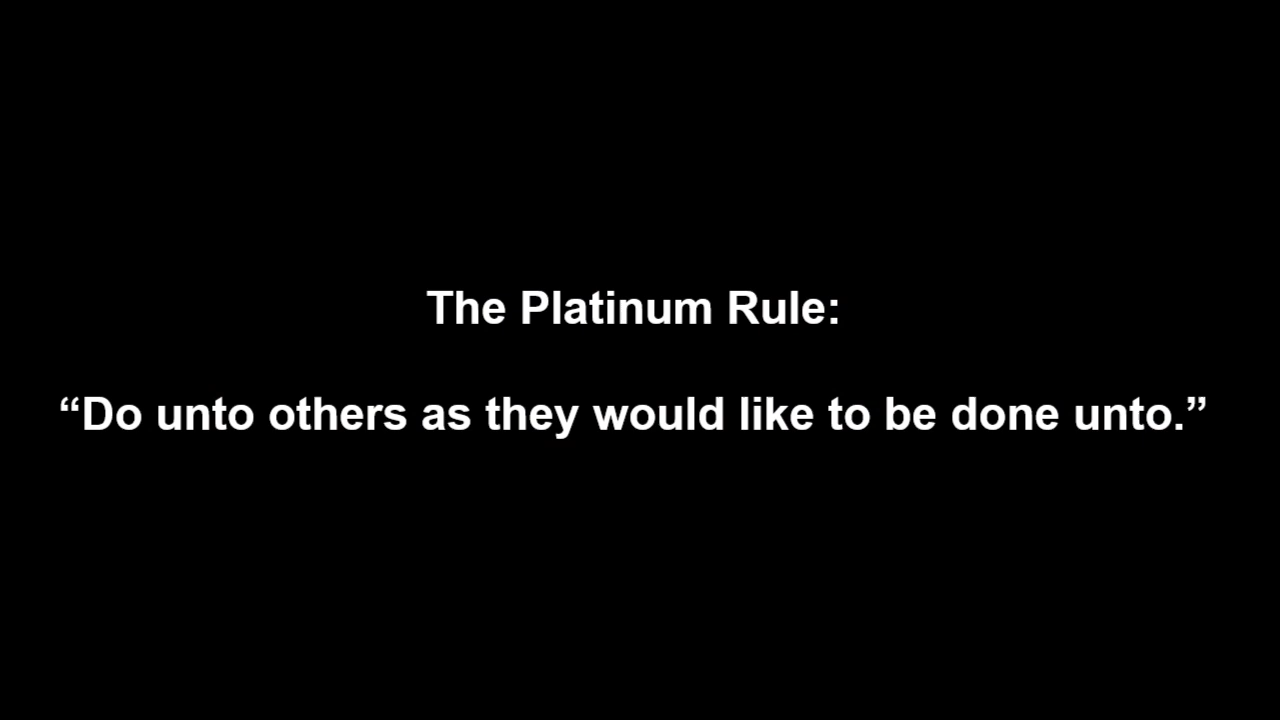 The Platinum Rule:
“Do unto others as they would like to be done unto.”